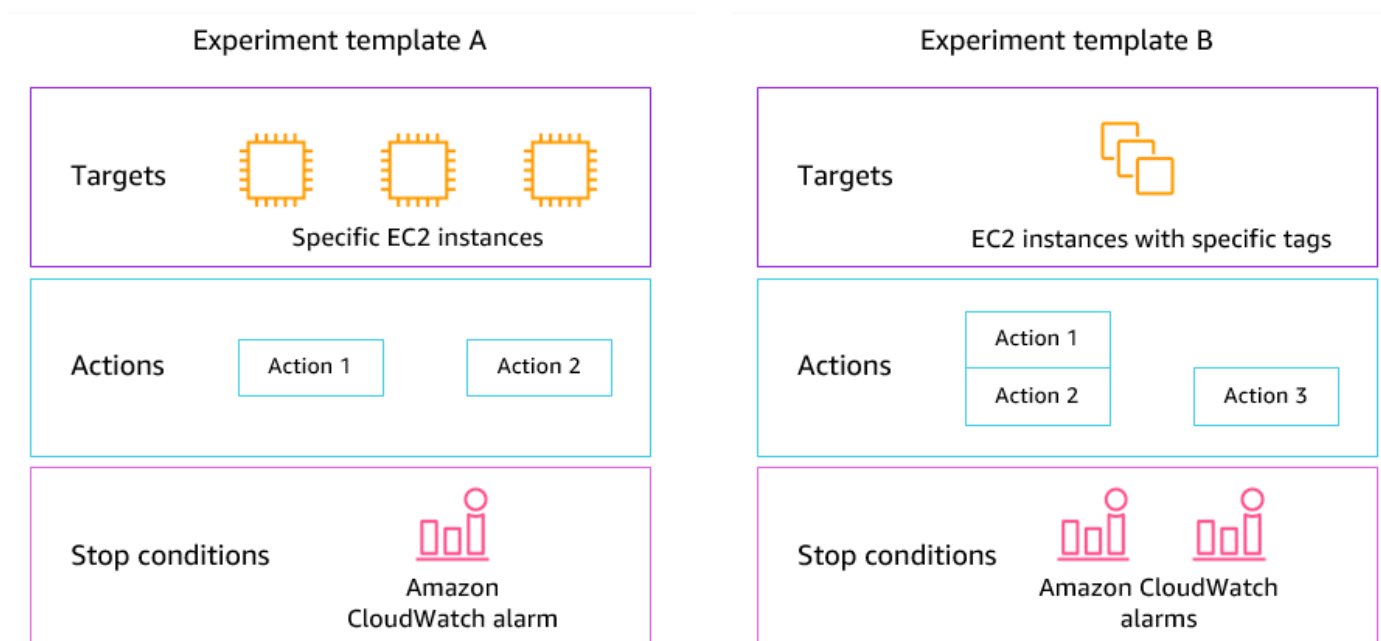 Experiment template A
Targets
Specific EC2 instances
Actions
Action 1
Action 2
Stop conditions
Amazon
CloudWatch alarm
Experiment template B
Targets
EC2 instances with specific tags
Actions
Action 1
Action 2
Action 3
Stop conditions
Amazon CloudWatch
alarms